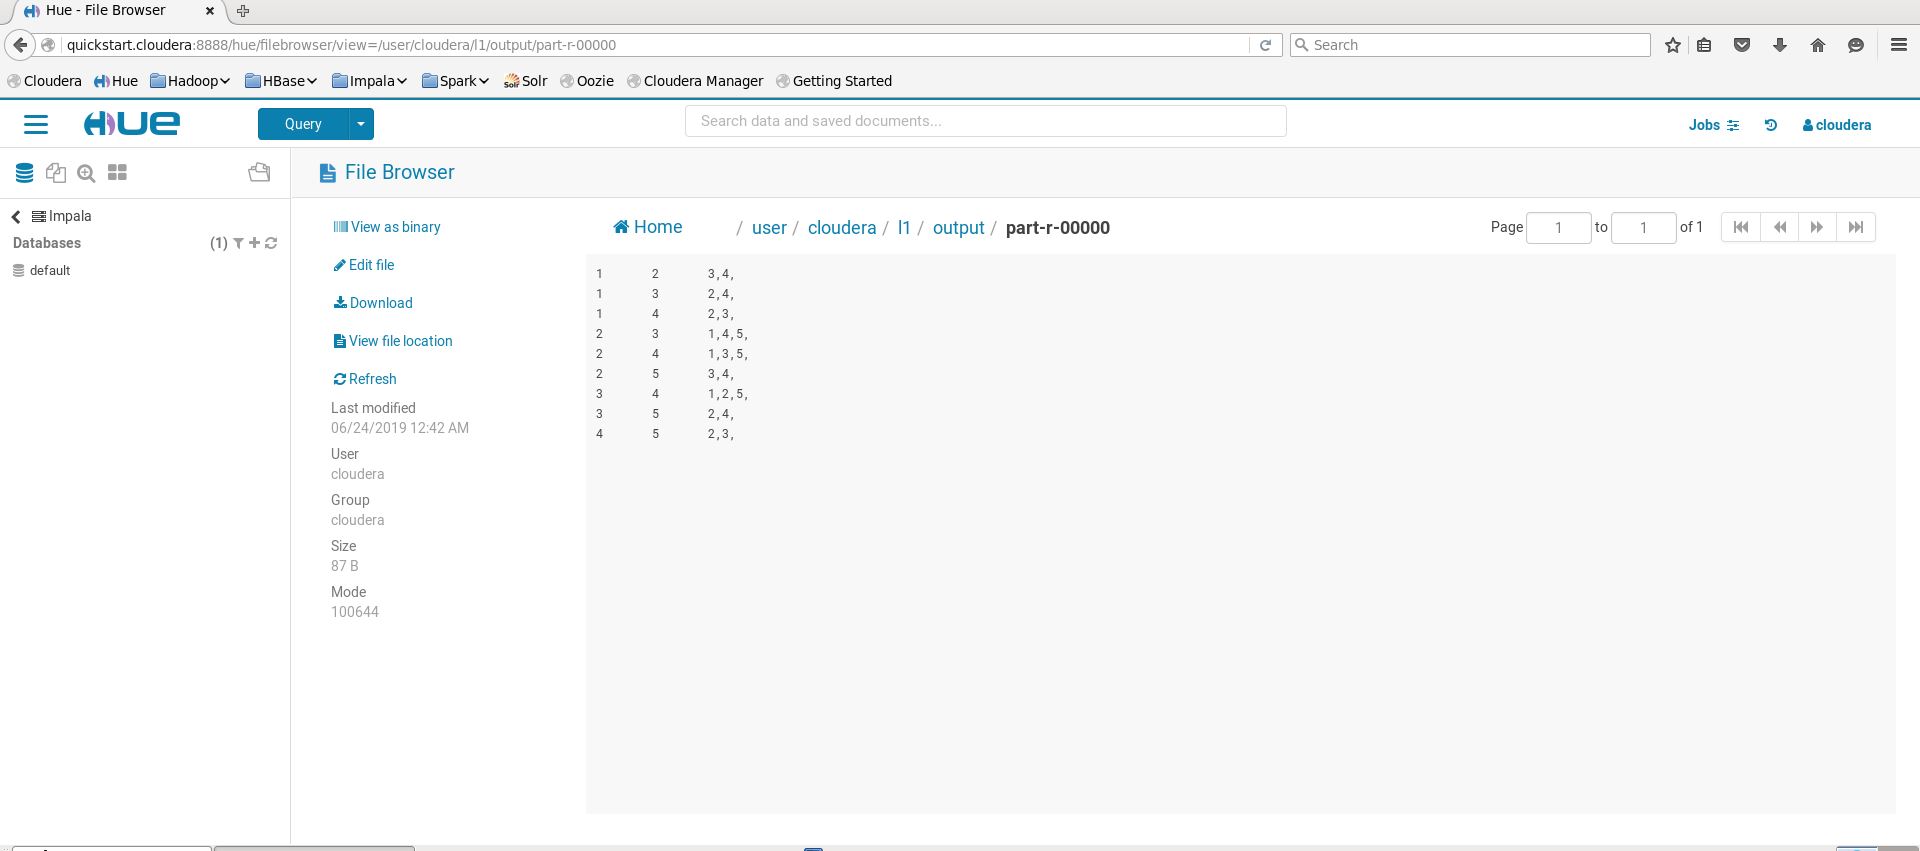 Hue - File Browser
quickstart.cloudera:8888/hue/filebrowser/view=/user/cloudera/l1/output/part-r-00000
Search
Cloudera Hue Hadoop HBase Impala Spark Solr Oozie Cloudera Manager Getting Started
HUE Query Search data and saved documents... Jobs cloudera
File Browser
Impala
Databases (1)
default
View as binary
Edit file
Download
View file location
Refresh
Last modified
06/24/2019 12:42 AM
User
cloudera
Group
cloudera
Size
87 B
Mode
100644
Home / user / cloudera / l1 / output / part-r-00000
Page 1 to 1 of 1
1 2 3,4,
1 3 2,4,
1 4 2,3,
2 3 1,4,5,
2 4 1,3,5,
2 5 3,4,
3 4 1,2,5,
3 5 2,4,
4 5 2,3,